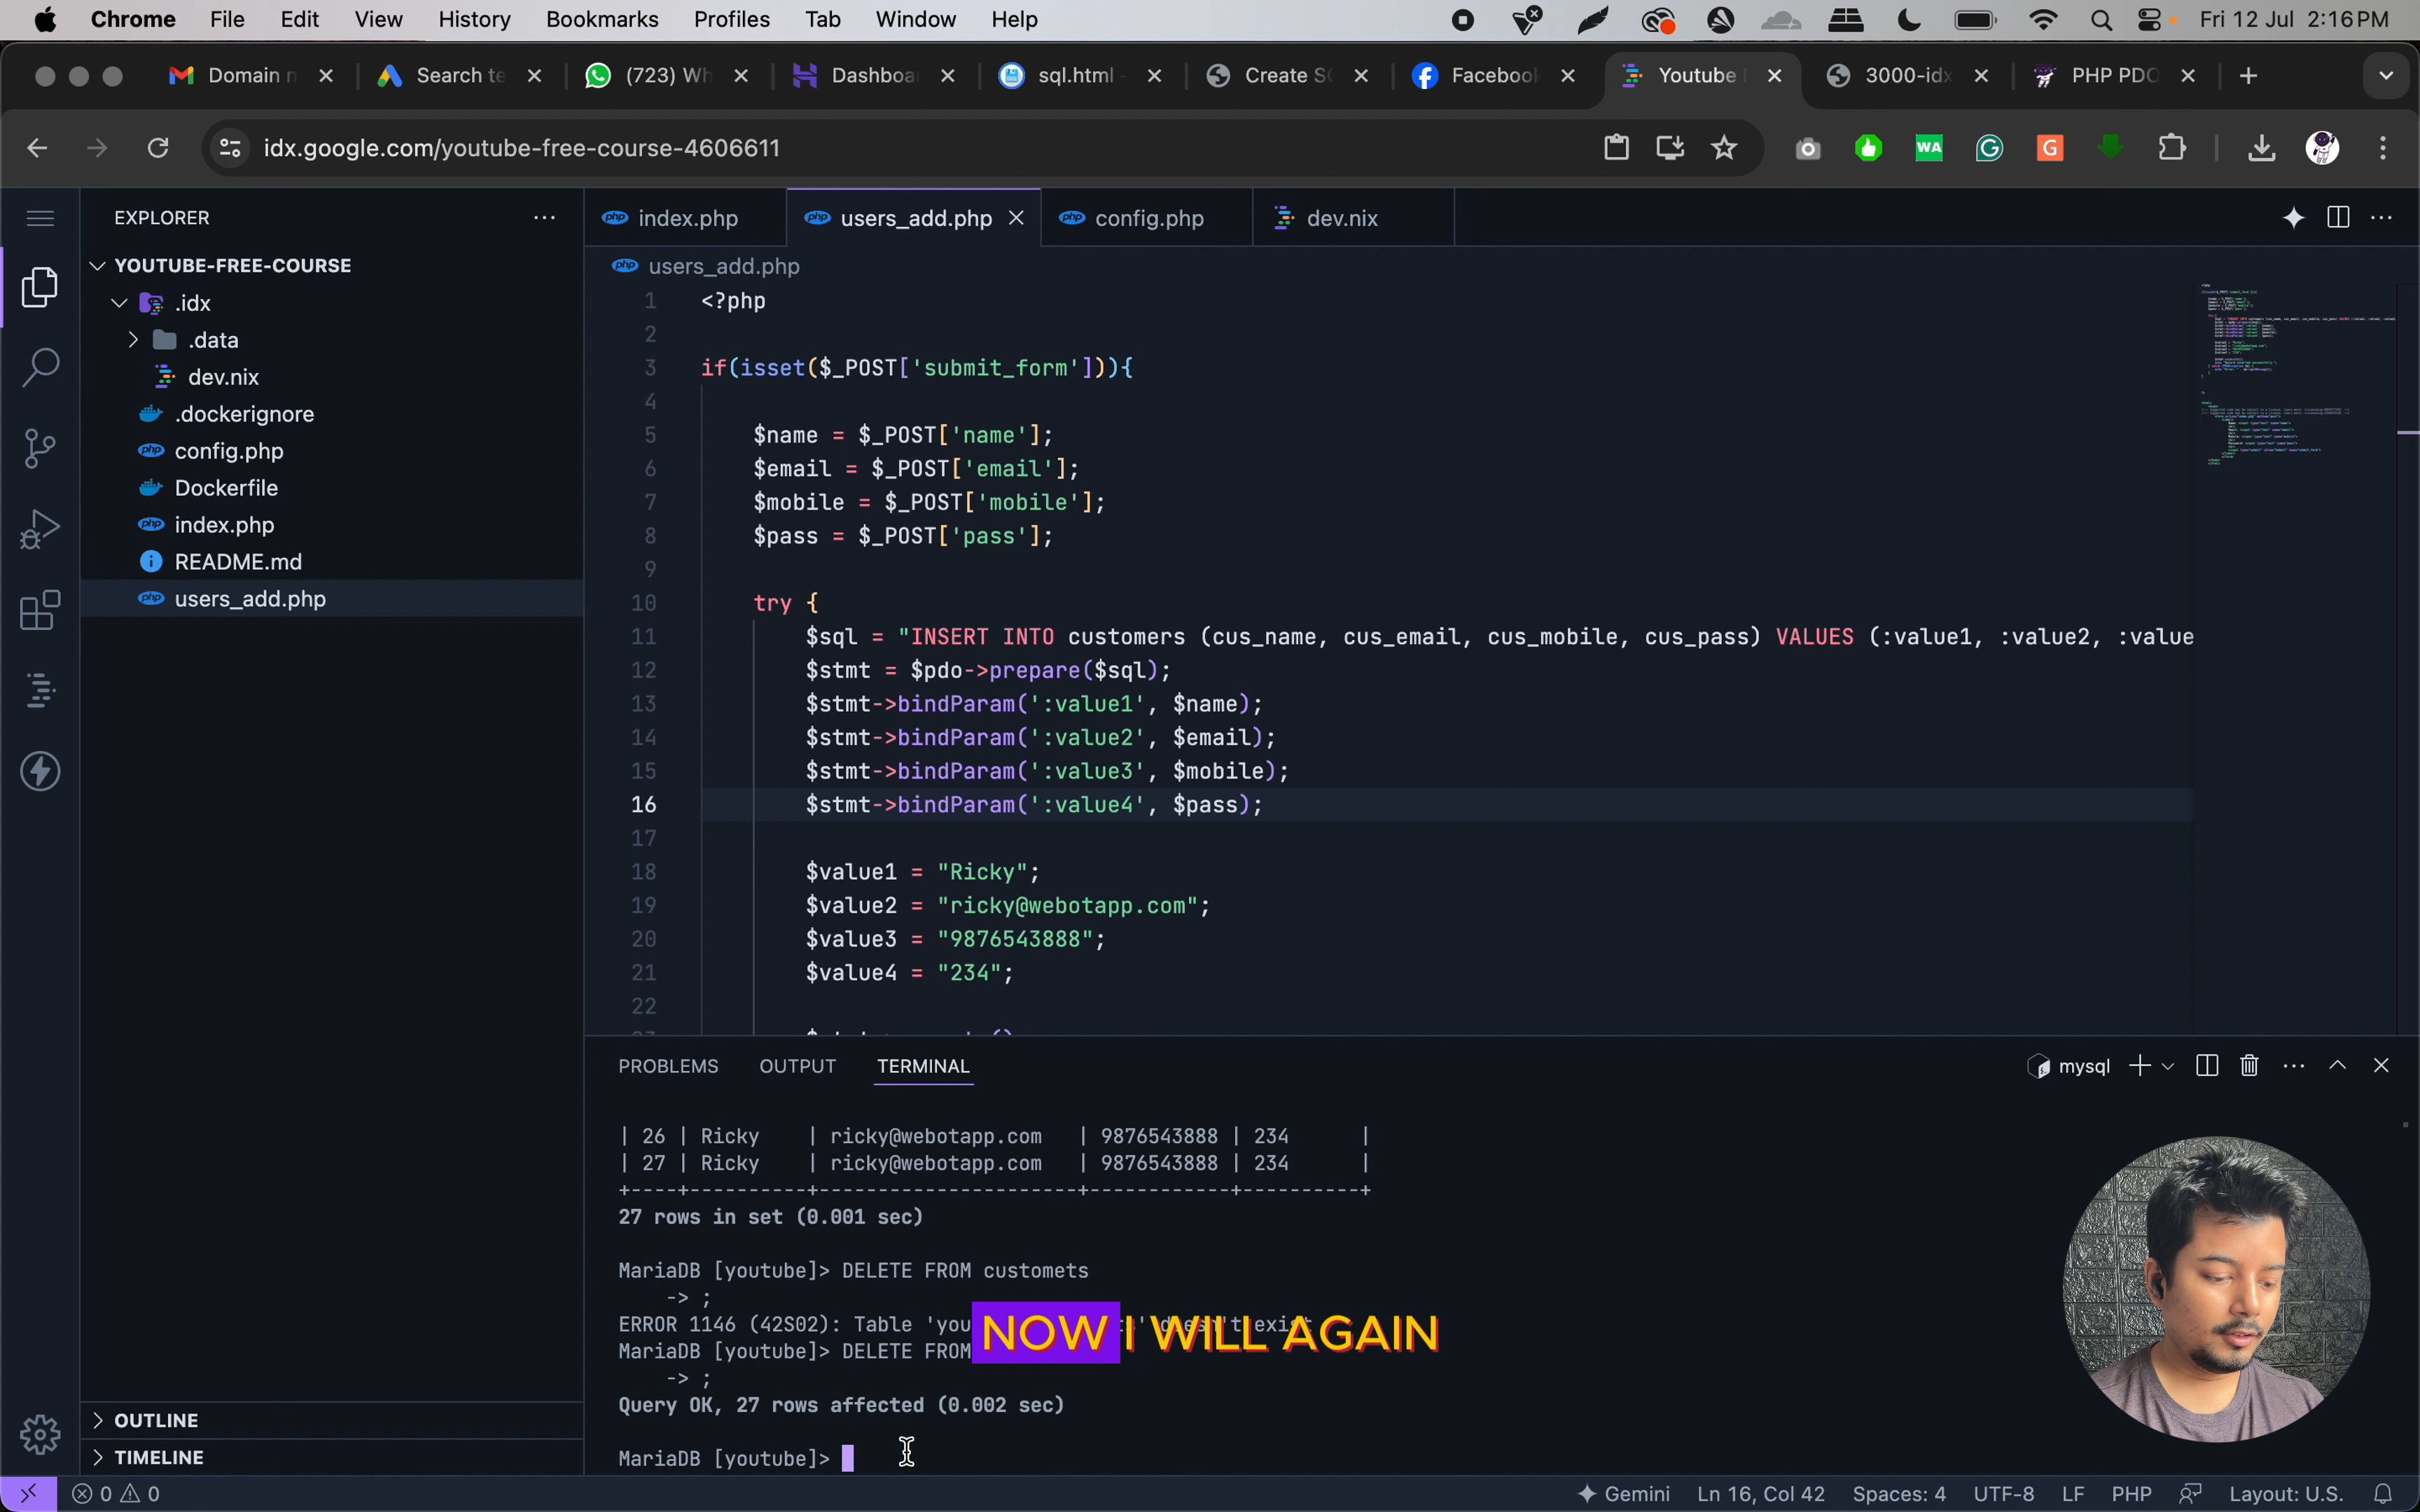 Chrome File Edit View History Bookmarks Profiles Tab Window Help Fri 12 Jul 2:16 PM
Domain n Search te (723) Wh Dashboa sql.html - Create S Facebook Youtube 3000-idx PHP PDO
idx.google.com/youtube-free-course-4606611
EXPLORER
YOUTUBE-FREE-COURSE
.idx
.data
dev.nix
.dockerignore
config.php
Dockerfile
index.php
README.md
users_add.php
OUTLINE
TIMELINE
index.php users_add.php config.php dev.nix
users_add.php
1 <?php
2
3 if(isset($_POST['submit_form'])){
4
5 $name = $_POST['name'];
6 $email = $_POST['email'];
7 $mobile = $_POST['mobile'];
8 $pass = $_POST['pass'];
9
10 try {
11 $sql = "INSERT INTO customers (cus_name, cus_email, cus_mobile, cus_pass) VALUES (:value1, :value2, :value
12 $stmt = $pdo->prepare($sql);
13 $stmt->bindParam(':value1', $name);
14 $stmt->bindParam(':value2', $email);
15 $stmt->bindParam(':value3', $mobile);
16 $stmt->bindParam(':value4', $pass);
17
18 $value1 = "Ricky";
19 $value2 = "ricky@webotapp.com";
20 $value3 = "9876543888";
21 $value4 = "234";
22
PROBLEMS OUTPUT TERMINAL mysql
| 26 | Ricky | ricky@webotapp.com | 9876543888 | 234 |
| 27 | Ricky | ricky@webotapp.com | 9876543888 | 234 |
+----+----------+----------------------+------------+----------+
27 rows in set (0.001 sec)
MariaDB [youtube]> DELETE FROM customets
-> ;
ERROR 1146 (42S02): Table 'you doesn't exist
NOW I WILL AGAIN
MariaDB [youtube]> DELETE FROM
-> ;
Query OK, 27 rows affected (0.002 sec)
MariaDB [youtube]>
0 0 Gemini Ln 16, Col 42 Spaces: 4 UTF-8 LF PHP Layout: U.S.